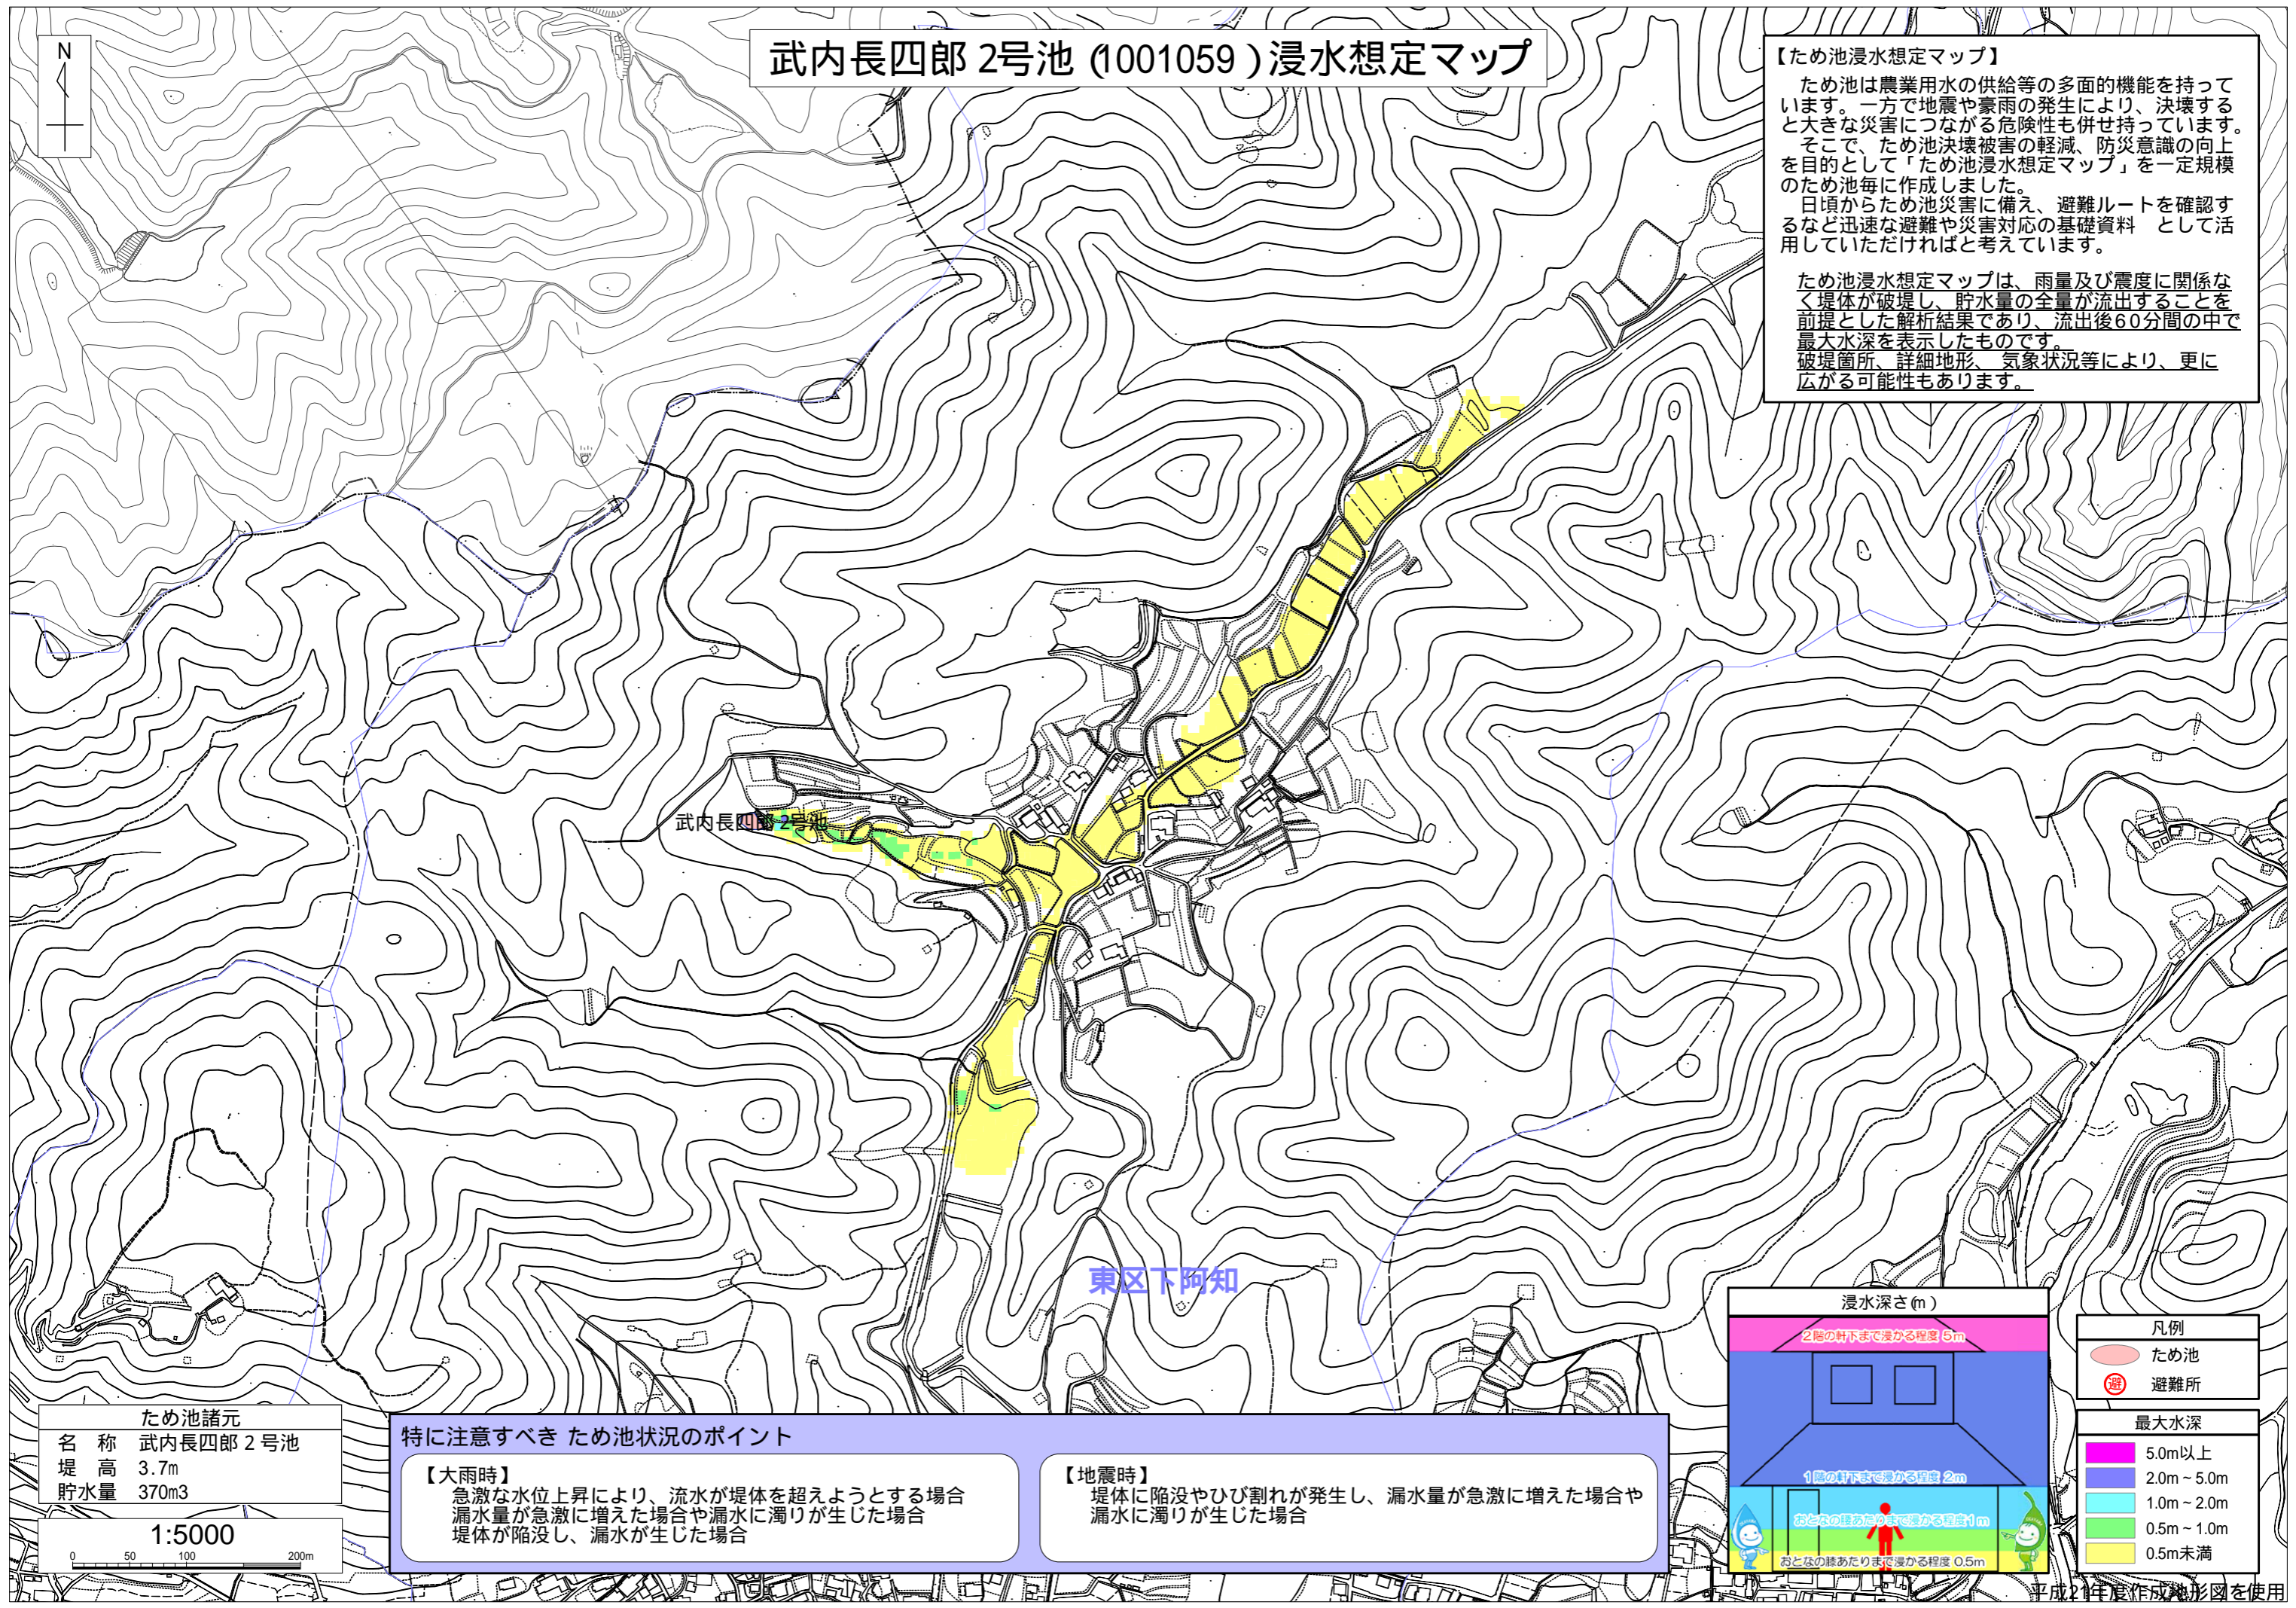 武内長四郎 2号池 (1001059 ) 浸水想定マップ
N
【ため池浸水想定マップ】
ため池は農業用水の供給等の多面的機能を持って
います。一方で地震や豪雨の発生により、決壊する
と大きな災害につながる危険性も併せ持っています。
そこで、ため池決壊被害の軽減、防災意識の向上
を目的として「ため池浸水想定マップ」を一定規模
のため池毎に作成しました。
日頃からため池災害に備え、避難ルートを確認す
るなど迅速な避難や災害対応の基礎資料 として活
用していただければと考えています。
ため池浸水想定マップは、雨量及び震度に関係な
く堤体が破堤し、貯水量の全量が流出することを
前提とした解析結果であり、流出後60分間の中で
最大水深を表示したものです。
破堤箇所、詳細地形、気象状況等により、更に
広がる可能性もあります。
武内長四郎 2号池
東区下阿知
ため池諸元
名 称 武内長四郎 2 号池
堤 高 3.7m
貯水量 370m3
1:5000
0 50 100 200m
特に注意すべき ため池状況のポイント
【大雨時】
急激な水位上昇により、流水が堤体を超えようとする場合
漏水量が急激に増えた場合や漏水に濁りが生じた場合
堤体が陥没し、漏水が生じた場合
【地震時】
堤体に陥没やひび割れが発生し、漏水量が急激に増えた場合や
漏水に濁りが生じた場合
浸水深さ(m )
2階の軒下まで浸かる程度 5m
1階の軒下まで浸かる程度 2m
おとなの腰あたりまで浸かる程度1m
おとなの膝あたりまで浸かる程度 0.5m
凡例
ため池
避 避難所
最大水深
5.0m以上
2.0m ~ 5.0m
1.0m ~ 2.0m
0.5m ~ 1.0m
0.5m未満
平成21年度作成地形図を使用